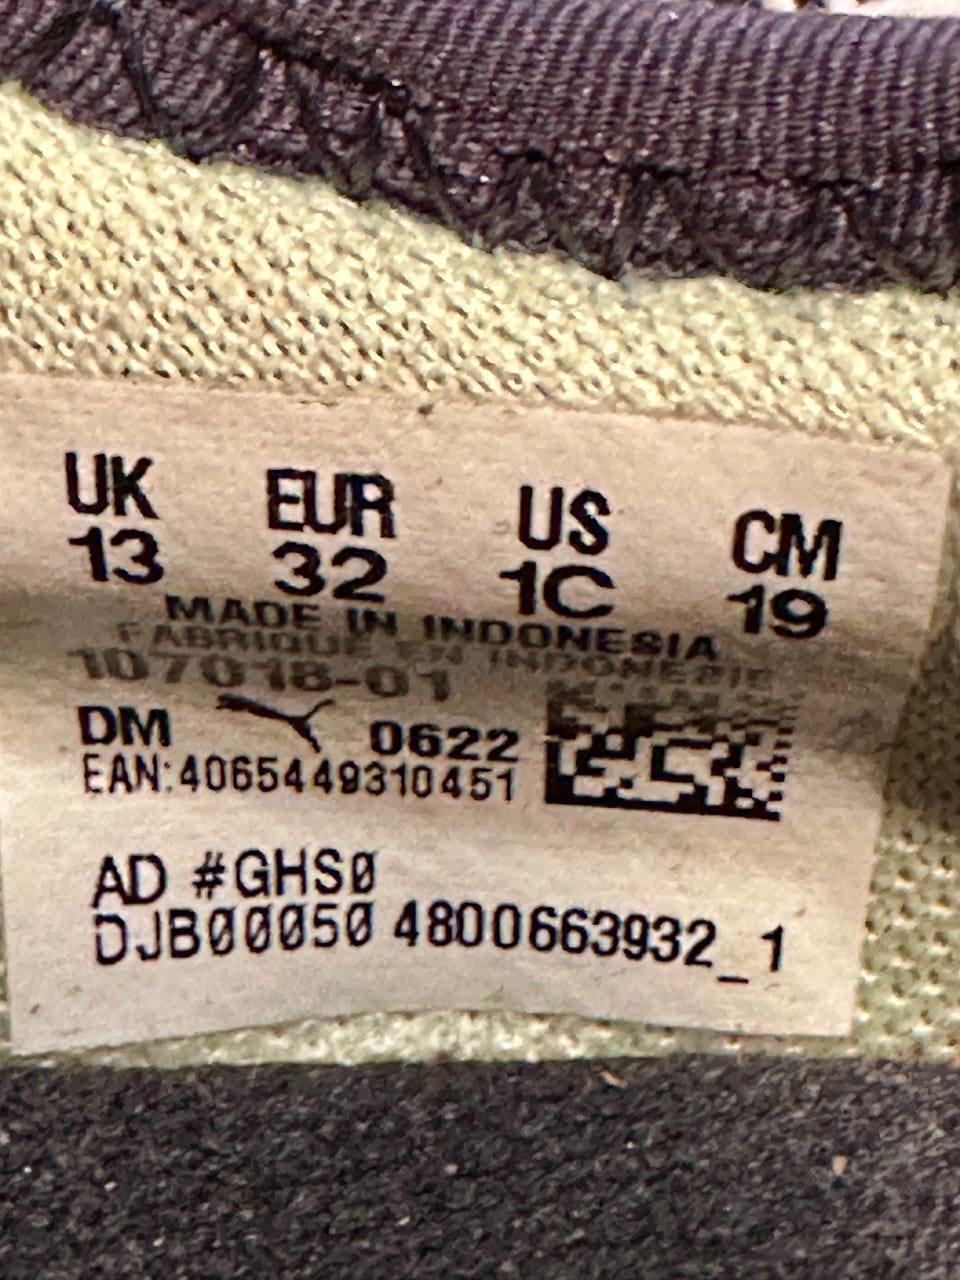 UK EUR US CM
13 32 1C 19
MADE IN INDONESIA
FABRIQUE EN INDONESIE
107018-01
DM 0622
EAN:4065449310451
AD #GHS0
DJB00050 4800663932_1